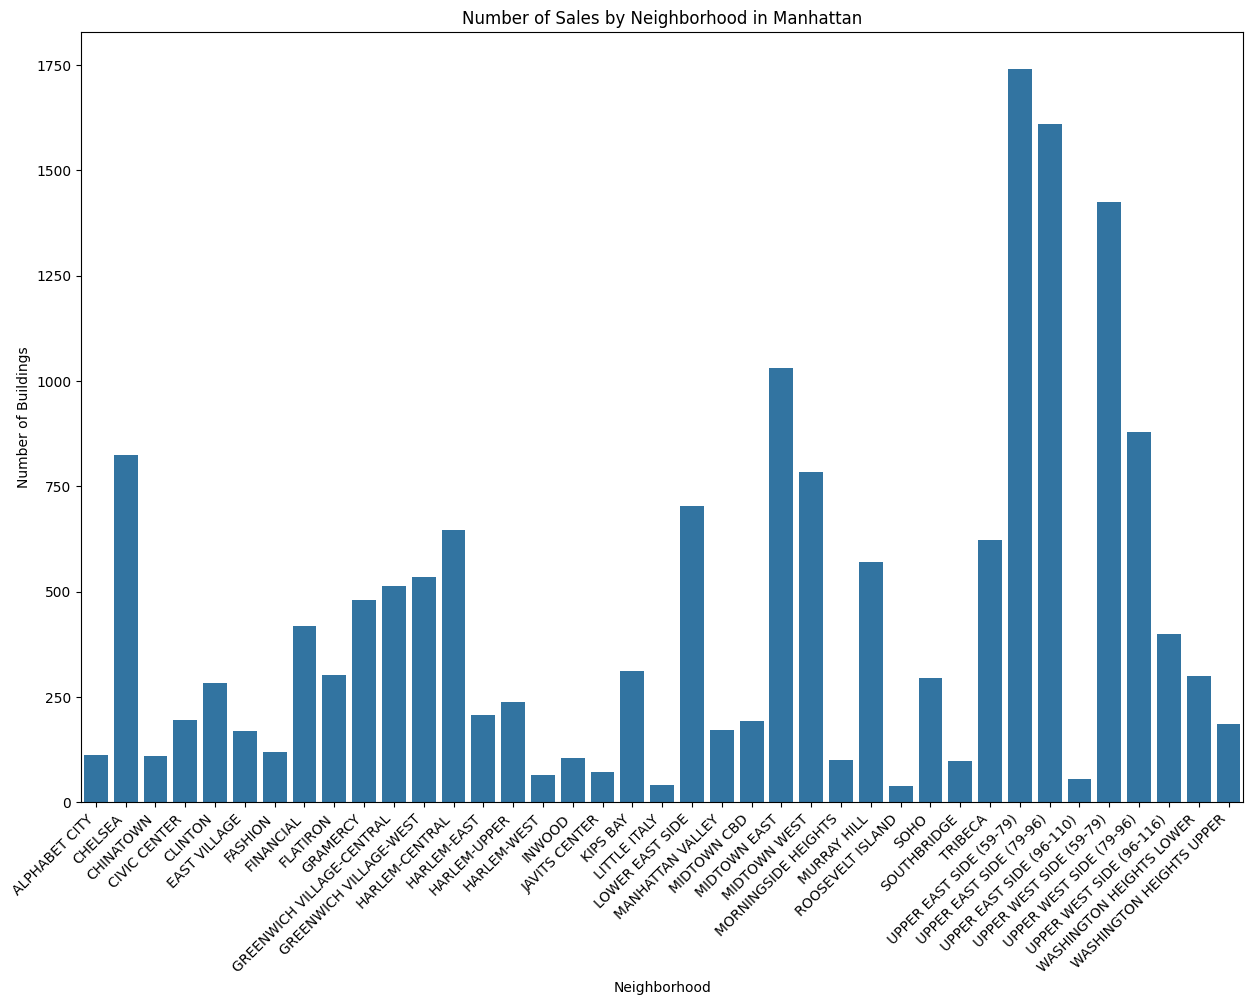 Number of Sales by Neighborhood in Manhattan
Number of Buildings
1750
1500
1250
1000
750
500
250
0
ALPHABET CITY
CHELSEA
CHINATOWN
CIVIC CENTER
CLINTON
EAST VILLAGE
FASHION
FINANCIAL
FLATIRON
GRAMERCY
GREENWICH VILLAGE-CENTRAL
GREENWICH VILLAGE-WEST
HARLEM-CENTRAL
HARLEM-EAST
HARLEM-UPPER
HARLEM-WEST
INWOOD
JAVITS CENTER
KIPS BAY
LITTLE ITALY
LOWER EAST SIDE
MANHATTAN VALLEY
MIDTOWN CBD
MIDTOWN EAST
MIDTOWN WEST
MORNINGSIDE HEIGHTS
MURRAY HILL
ROOSEVELT ISLAND
SOHO
SOUTHBRIDGE
TRIBECA
UPPER EAST SIDE (59-79)
UPPER EAST SIDE (79-96)
UPPER EAST SIDE (96-110)
UPPER WEST SIDE (59-79)
UPPER WEST SIDE (79-96)
UPPER WEST SIDE (96-116)
WASHINGTON HEIGHTS LOWER
WASHINGTON HEIGHTS UPPER
Neighborhood